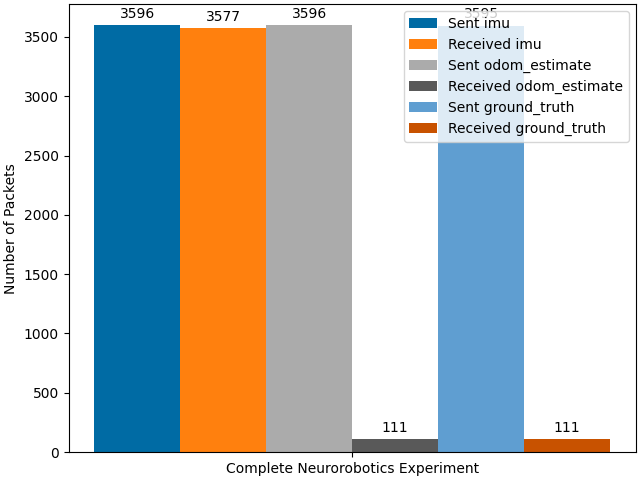 3596
3577
3596
111
3595
111
Sent imu
Received imu
Sent odom_estimate
Received odom_estimate
Sent ground_truth
Received ground_truth
Number of Packets
3500
3000
2500
2000
1500
1000
500
0
Complete Neurorobotics Experiment